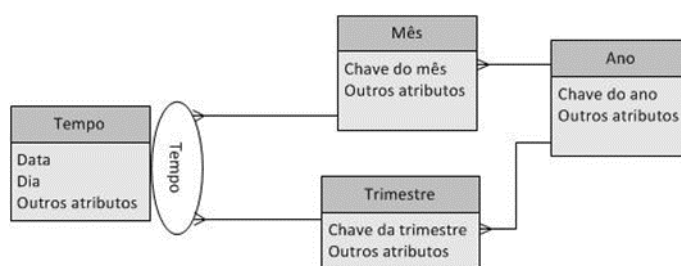 Tempo
Data
Dia
Outros atributos
Tempo
Mês
Chave do mês
Outros atributos
Trimestre
Chave da trimestre
Outros atributos
Ano
Chave do ano
Outros atributos